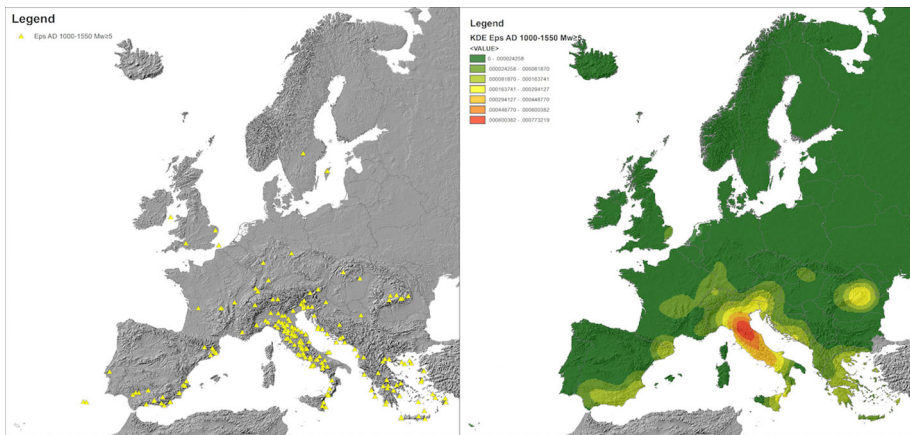 Legend
Eps AD 1000-1550 Mw≥5
Legend
KDE Eps AD 1000-1550 Mw≥5
<VALUE>
0 - .000024258
.000024258 - .000081870
.000081870 - .000163741
.000163741 - .000294127
.000294127 - .000448770
.000448770 - .000600382
.000600382 - .000773219